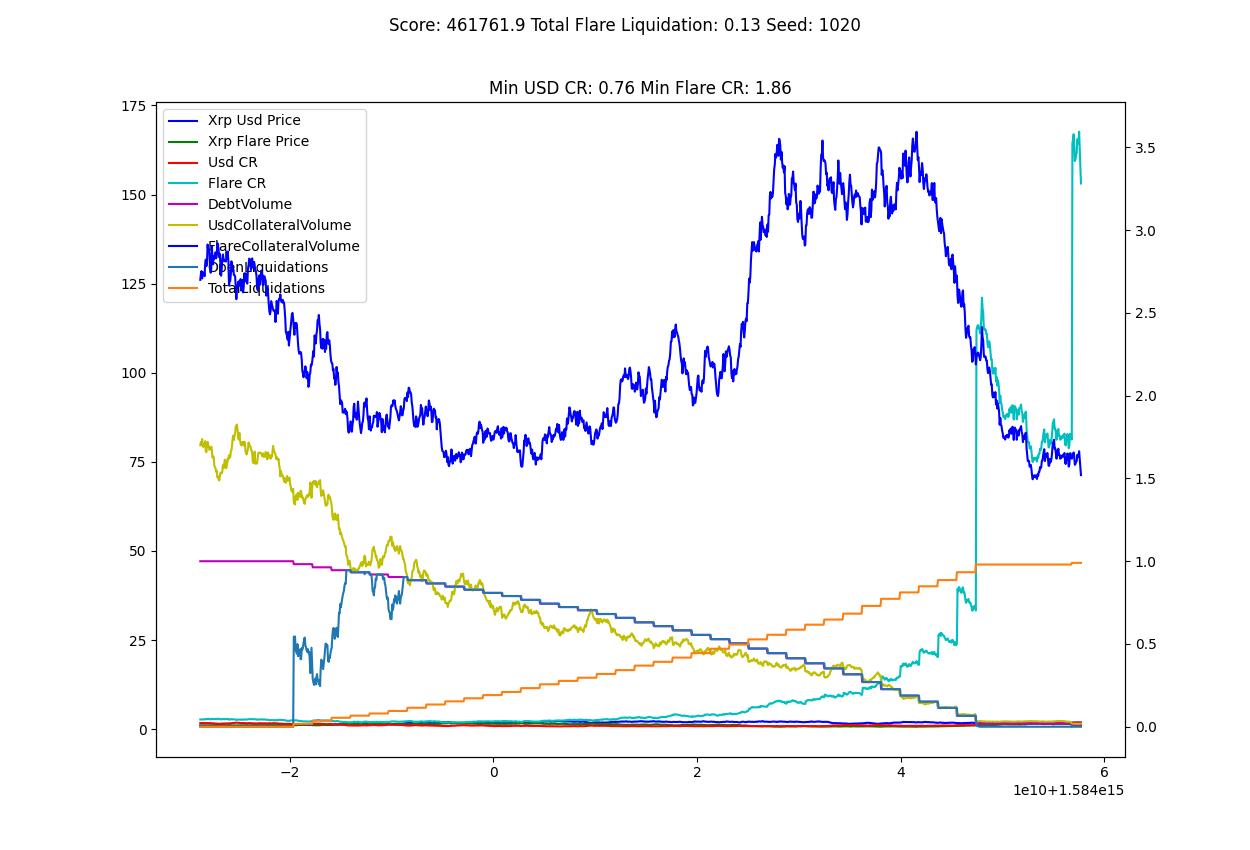 Score: 461761.9 Total Flare Liquidation: 0.13 Seed: 1020
Min USD CR: 0.76 Min Flare CR: 1.86
Xrp Usd Price
Xrp Flare Price
Usd CR
Flare CR
DebtVolume
UsdCollateralVolume
FlareCollateralVolume
OpenLiquidations
TotalLiquidations
175
150
125
100
75
50
25
0
3.5
3.0
2.5
2.0
1.5
1.0
0.5
0.0
−2
0
2
4
6
1e10+1.584e15